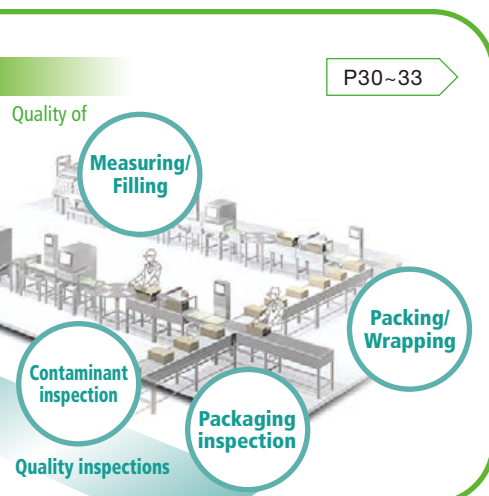 P30~33
Quality of
Measuring/
Filling
Packing/
Wrapping
Contaminant
inspection
Packaging
inspection
Quality inspections